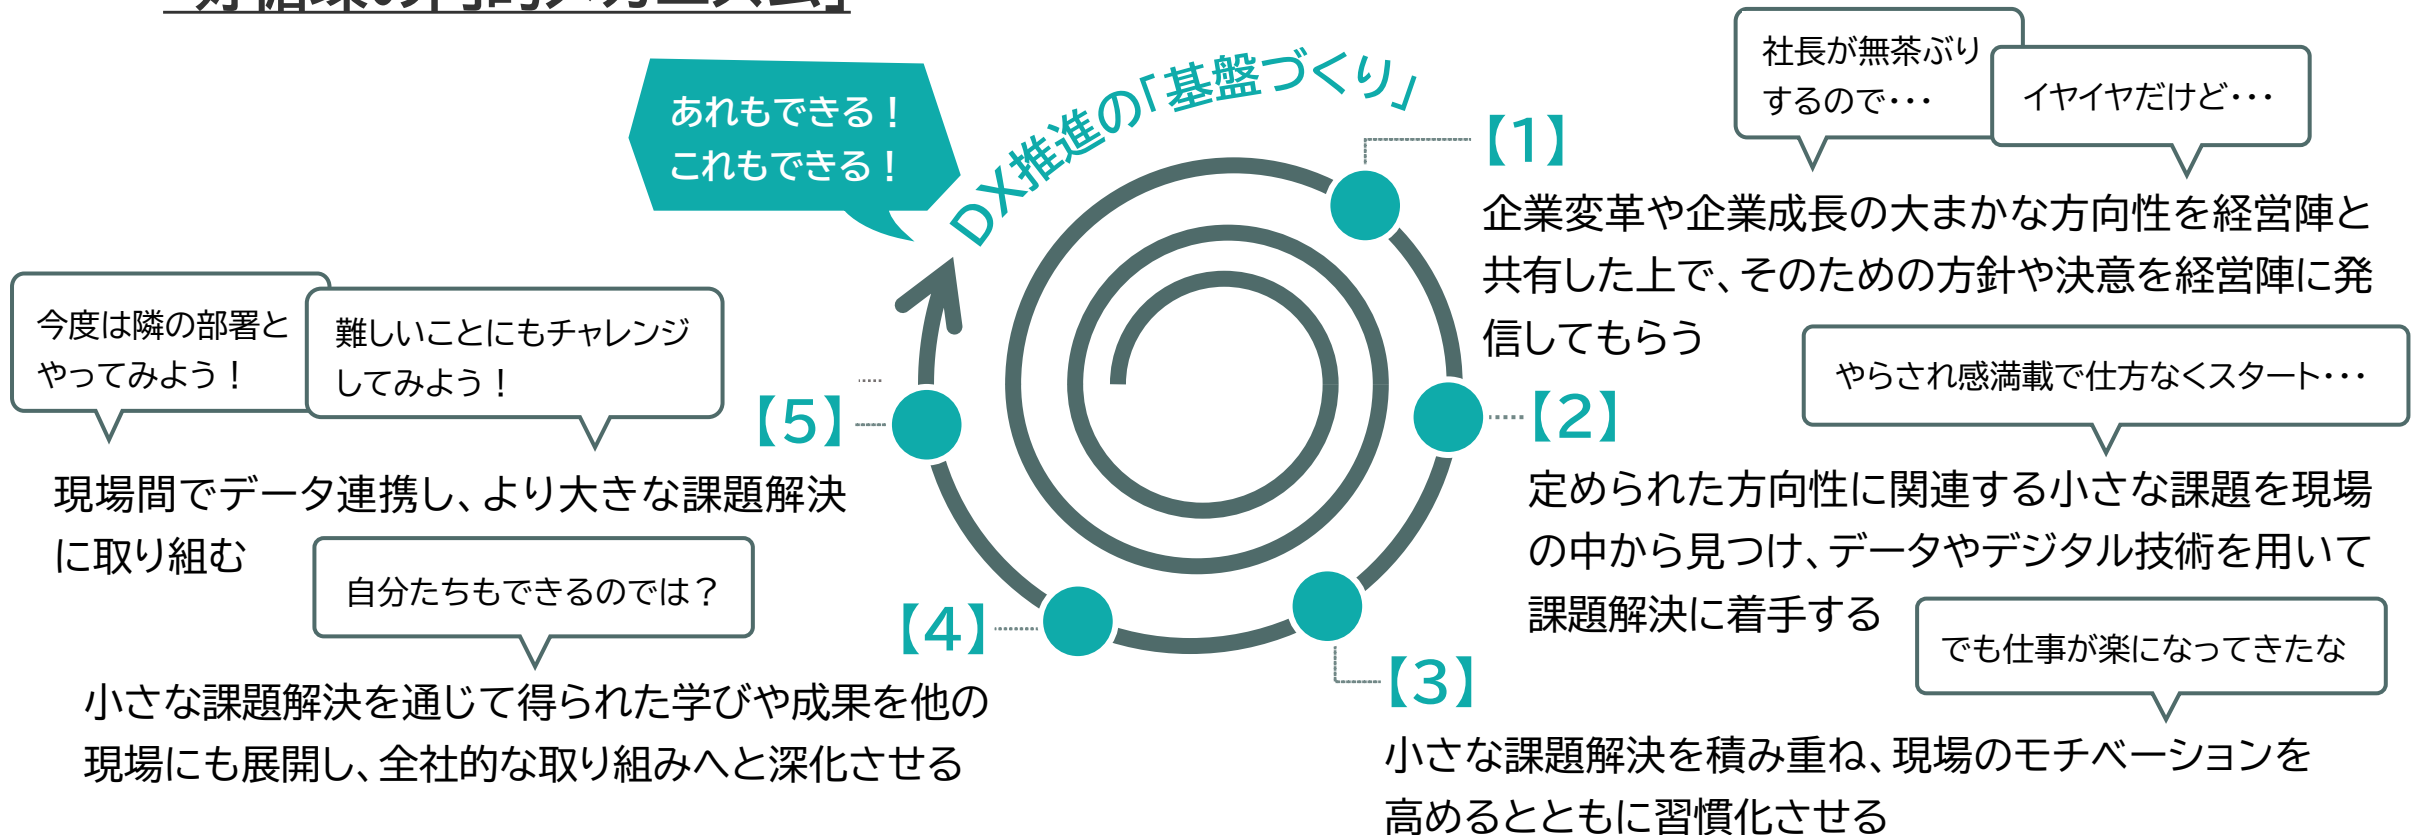 DX推進の「基盤づくり」
あれもできる！
これもできる！
【1】
社長が無茶ぶり
するので・・・
イヤイヤだけど・・・
企業変革や企業成長の大まかな方向性を経営陣と
共有した上で、そのための方針や決意を経営陣に発
信してもらう
【2】
やらされ感満載で仕方なくスタート・・・
定められた方向性に関連する小さな課題を現場
の中から見つけ、データやデジタル技術を用いて
課題解決に着手する
【3】
でも仕事が楽になってきたな
小さな課題解決を積み重ね、現場のモチベーションを
高めるとともに習慣化させる
【4】
自分たちもできるのでは？
小さな課題解決を通じて得られた学びや成果を他の
現場にも展開し、全社的な取り組みへと深化させる
【5】
今度は隣の部署と
やってみよう！
難しいことにもチャレンジ
してみよう！
現場間でデータ連携し、より大きな課題解決
に取り組む